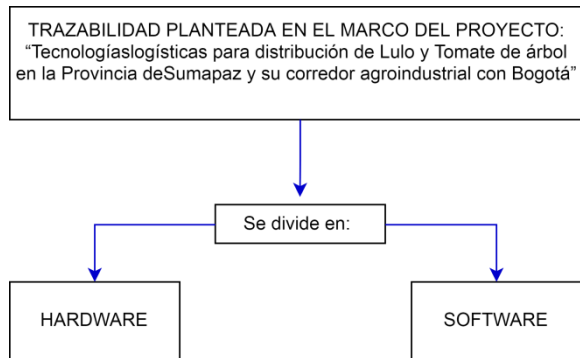 TRAZABILIDAD PLANTEADA EN EL MARCO DEL PROYECTO:
“Tecnologíaslogísticas para distribución de Lulo y Tomate de árbol
en la Provincia deSumapaz y su corredor agroindustrial con Bogotá”
Se divide en:
HARDWARE
SOFTWARE